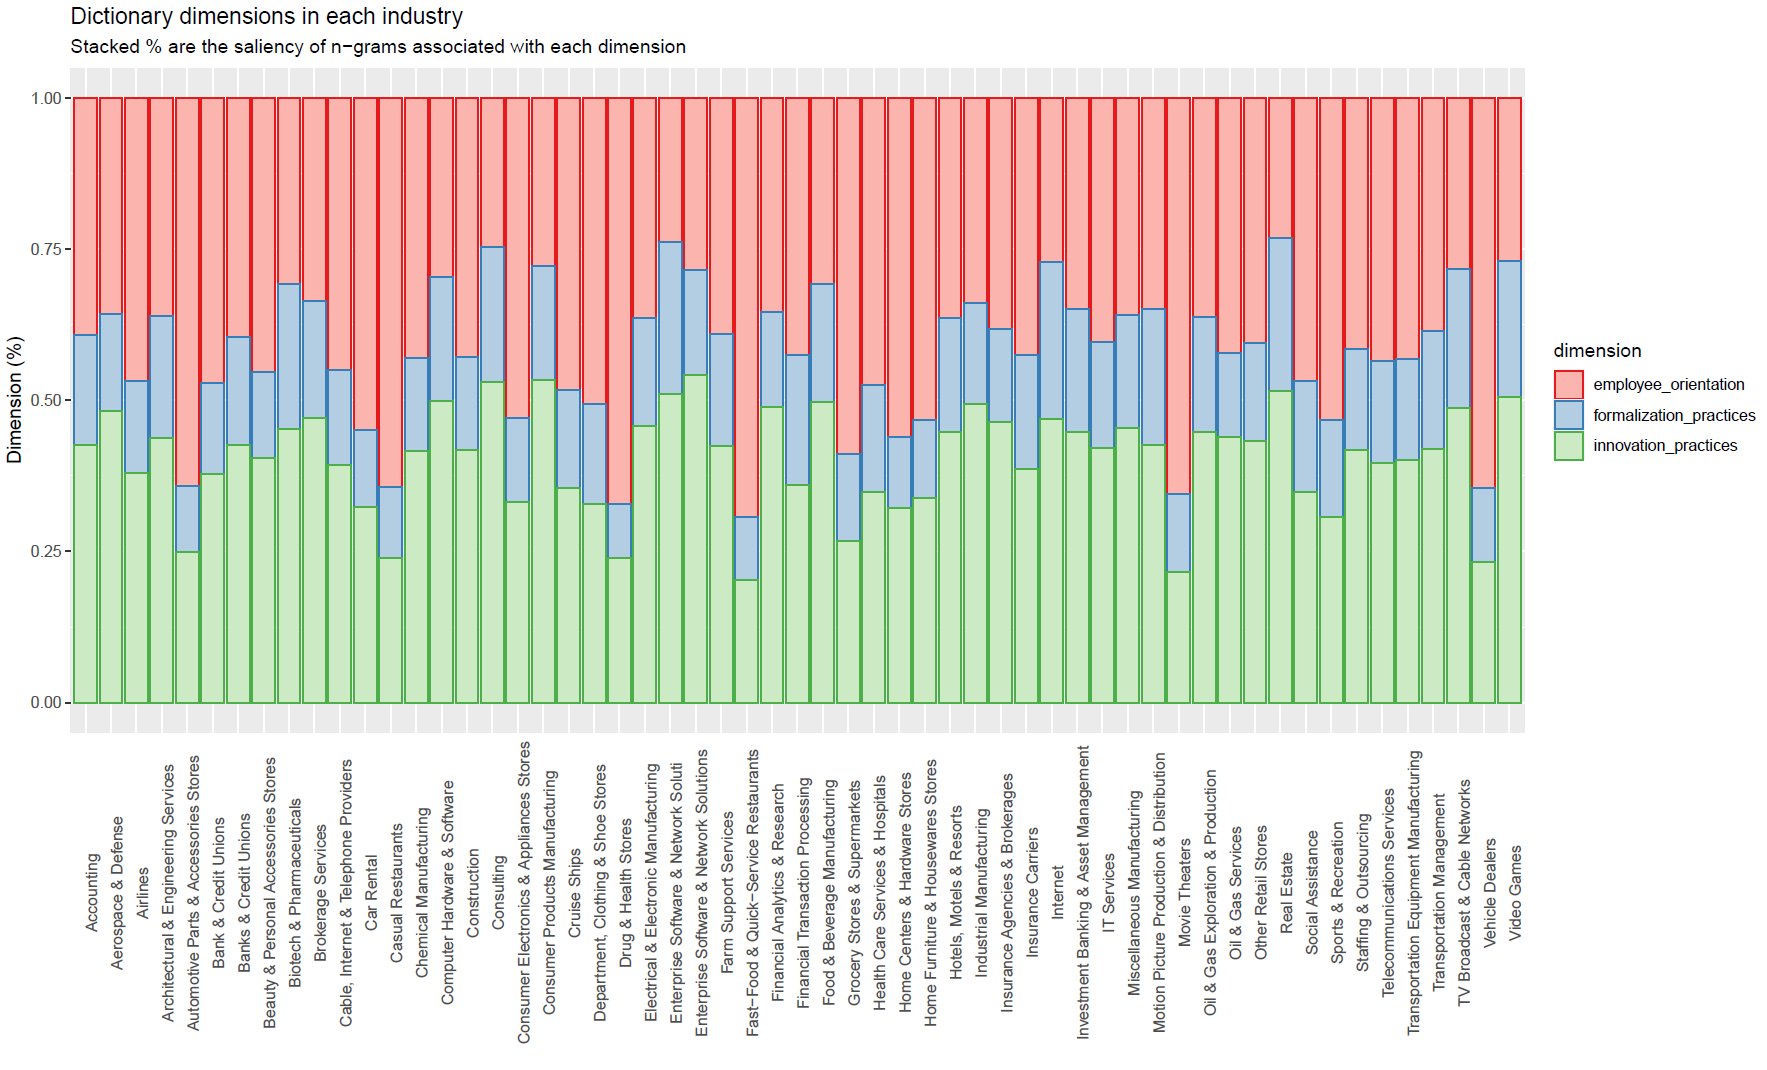 Dictionary dimensions in each industry
Stacked % are the saliency of n−grams associated with each dimension
Dimension (%)
1.00
0.75
0.50
0.25
0.00
dimension
employee_orientation
formalization_practices
innovation_practices
Accounting
Aerospace & Defense
Airlines
Architectural & Engineering Services
Automotive Parts & Accessories Stores
Bank & Credit Unions
Banks & Credit Unions
Beauty & Personal Accessories Stores
Biotech & Pharmaceuticals
Brokerage Services
Cable, Internet & Telephone Providers
Car Rental
Casual Restaurants
Chemical Manufacturing
Computer Hardware & Software
Construction
Consulting
Consumer Electronics & Appliances Stores
Consumer Products Manufacturing
Cruise Ships
Department, Clothing & Shoe Stores
Drug & Health Stores
Electrical & Electronic Manufacturing
Enterprise Software & Network Soluti
Enterprise Software & Network Solutions
Farm Support Services
Fast−Food & Quick−Service Restaurants
Financial Analytics & Research
Financial Transaction Processing
Food & Beverage Manufacturing
Grocery Stores & Supermarkets
Health Care Services & Hospitals
Home Centers & Hardware Stores
Home Furniture & Housewares Stores
Hotels, Motels & Resorts
Industrial Manufacturing
Insurance Agencies & Brokerages
Insurance Carriers
Internet
Investment Banking & Asset Management
IT Services
Miscellaneous Manufacturing
Motion Picture Production & Distribution
Movie Theaters
Oil & Gas Exploration & Production
Oil & Gas Services
Other Retail Stores
Real Estate
Social Assistance
Sports & Recreation
Staffing & Outsourcing
Telecommunications Services
Transportation Equipment Manufacturing
Transportation Management
TV Broadcast & Cable Networks
Vehicle Dealers
Video Games